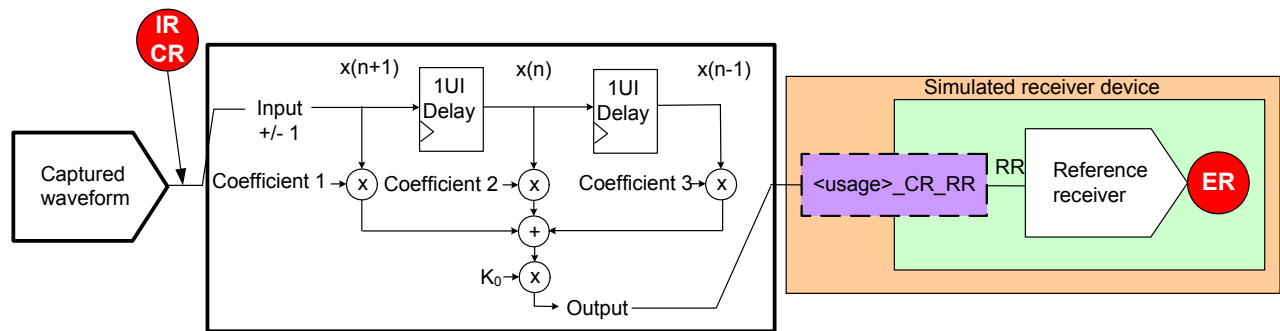 IR
CR
x(n+1)
x(n)
x(n-1)
1UI
Delay
1UI
Delay
Input
+/- 1
Captured
waveform
Coefficient 1
x
Coefficient 2
x
Coefficient 3
x
+
K₀
x
Output
Simulated receiver device
<usage>_CR_RR
RR
Reference
receiver
ER